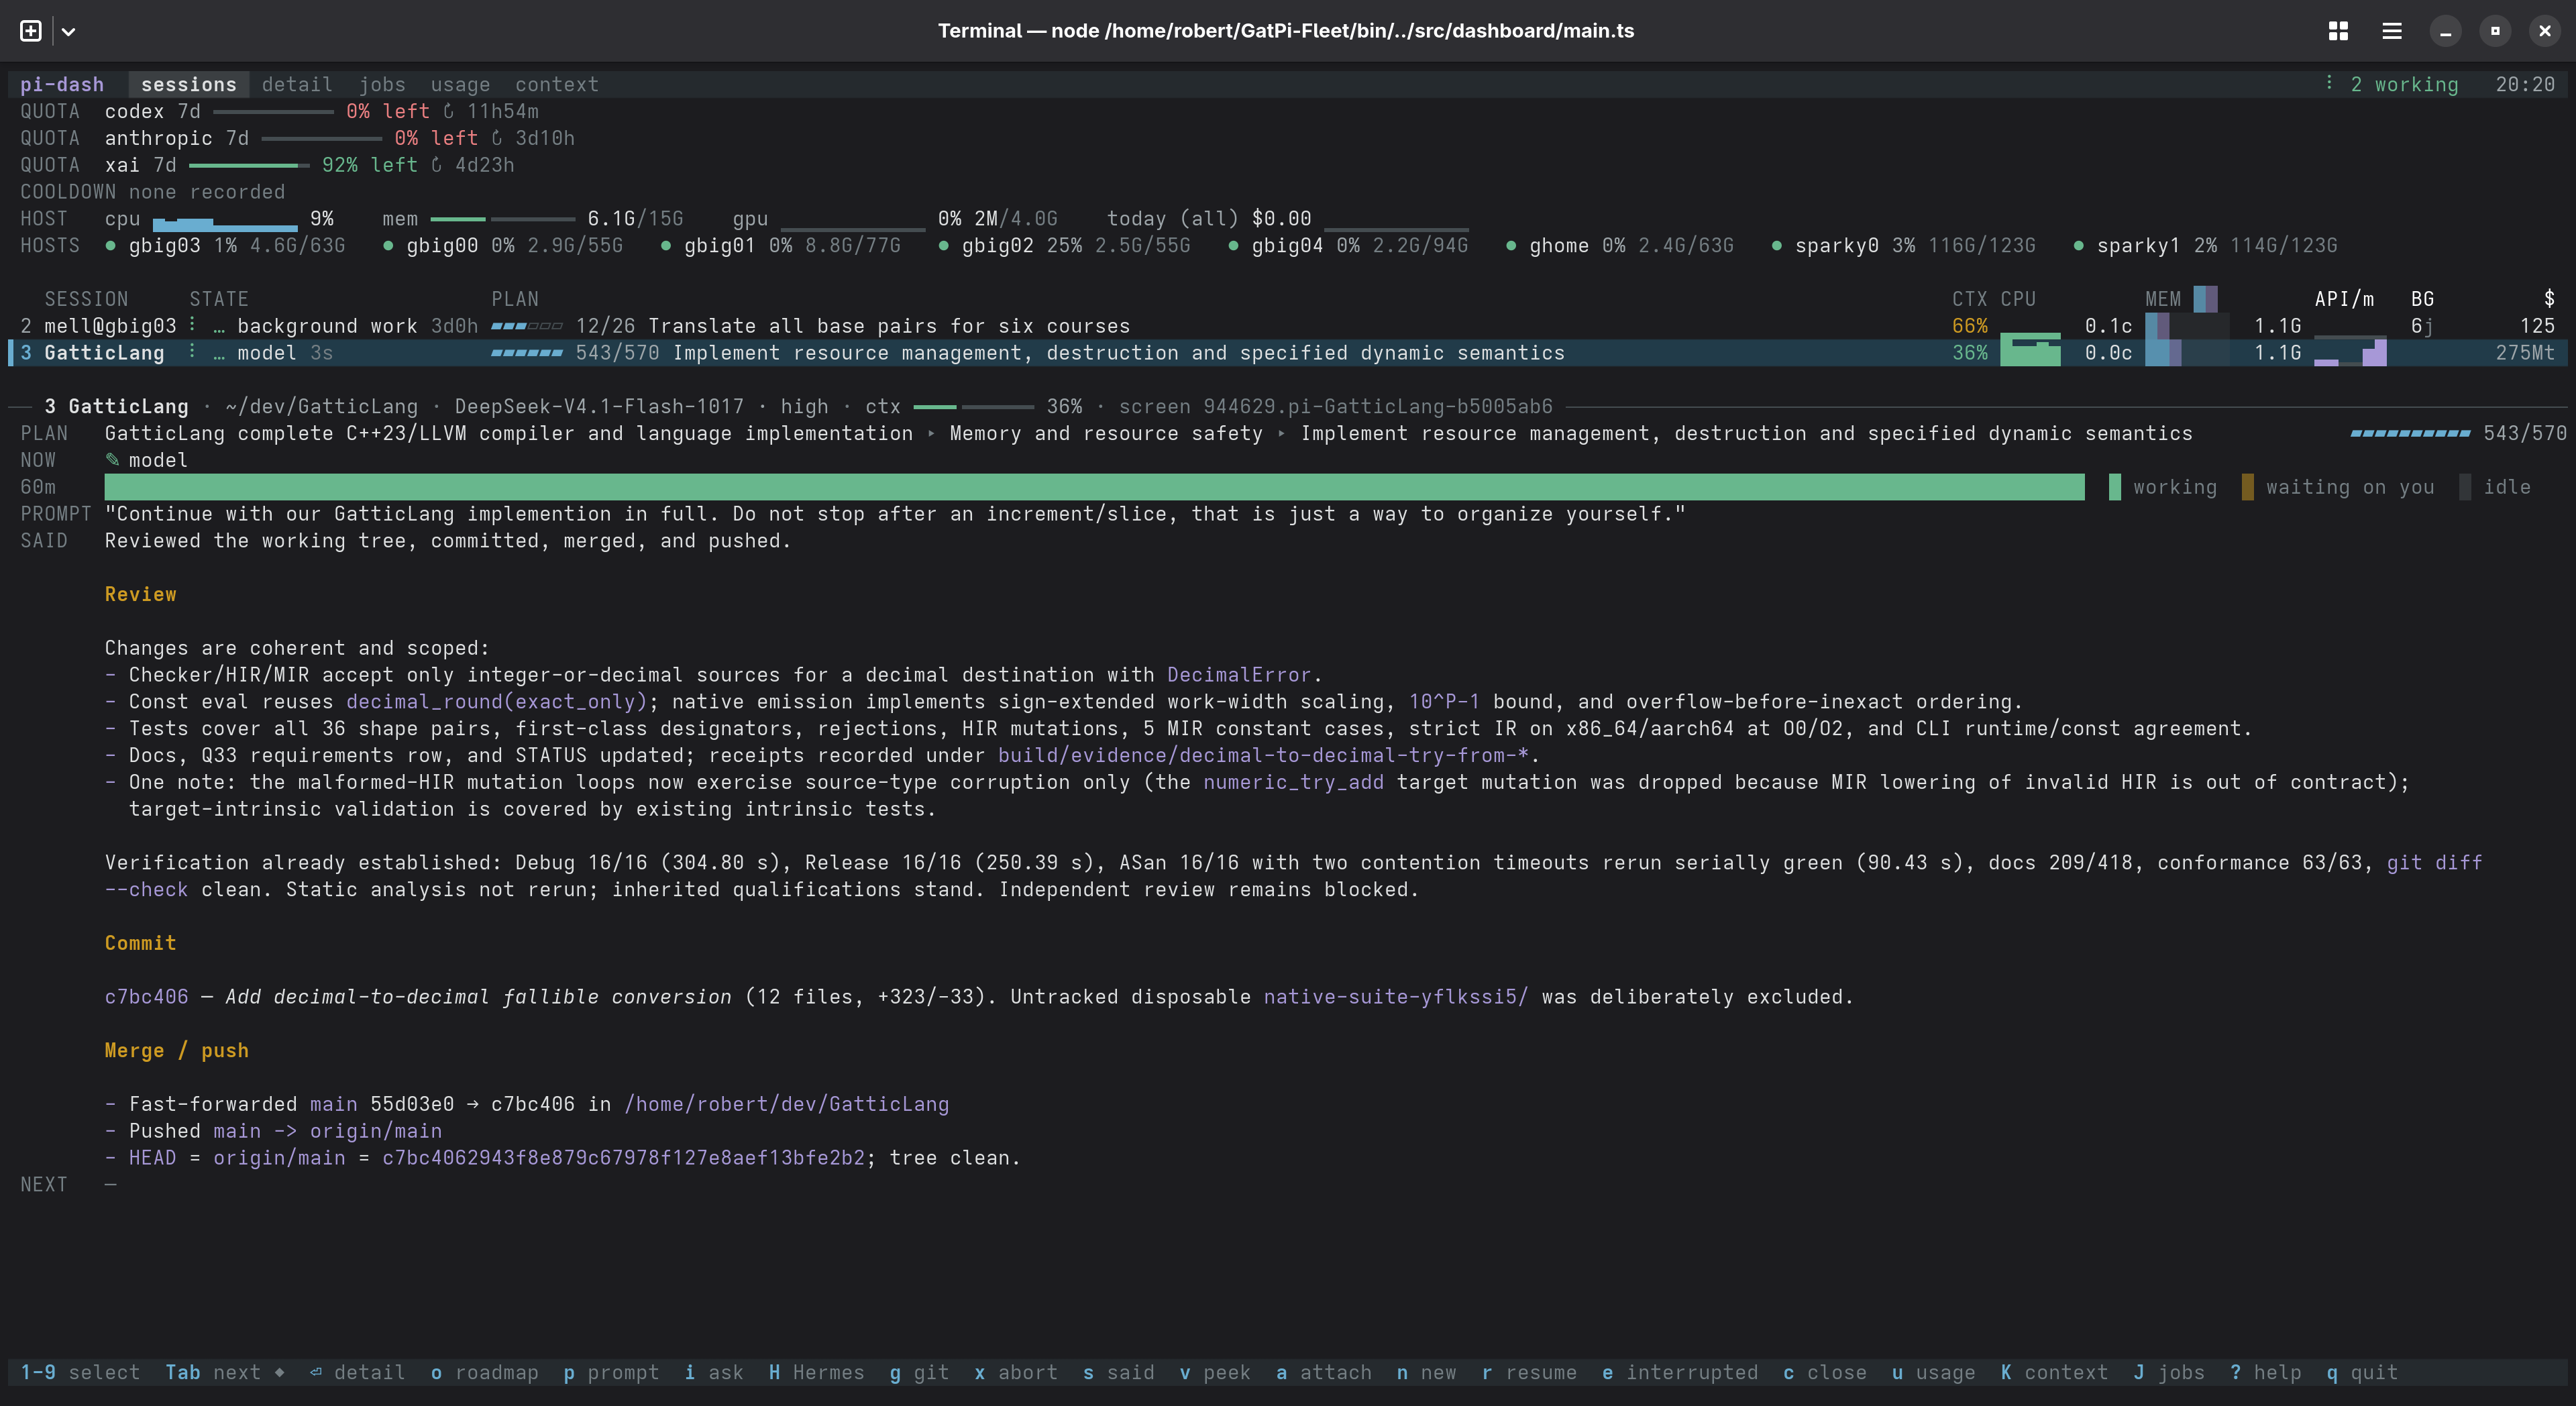 Terminal — node /home/robert/GatPi-Fleet/bin/../src/dashboard/main.ts
pi-dash sessions detail jobs usage context ⠇ 2 working 20:20
QUOTA codex 7d 0% left ↻ 11h54m
QUOTA anthropic 7d 0% left ↻ 3d10h
QUOTA xai 7d 92% left ↻ 4d23h
COOLDOWN none recorded
HOST cpu 9% mem 6.1G/15G gpu 0% 2M/4.0G today (all) $0.00
HOSTS ● gbig03 1% 4.6G/63G ● gbig00 0% 2.9G/55G ● gbig01 0% 8.8G/77G ● gbig02 25% 2.5G/55G ● gbig04 0% 2.2G/94G ● ghome 0% 2.4G/63G ● sparky0 3% 116G/123G ● sparky1 2% 114G/123G
SESSION STATE PLAN CTX CPU MEM API/m BG $
2 mell@gbig03 ⠇ … background work 3d0h ▰▰▰▱▱▱ 12/26 Translate all base pairs for six courses 66% 0.1c 1.1G 6j 125
3 GatticLang ⠇ … model 3s ▰▰▰▰▰▰ 543/570 Implement resource management, destruction and specified dynamic semantics 36% 0.0c 1.1G 275Mt
3 GatticLang · ~/dev/GatticLang · DeepSeek-V4.1-Flash-1017 · high · ctx 36% · screen 944629.pi-GatticLang-b5005ab6
PLAN GatticLang complete C++23/LLVM compiler and language implementation ▸ Memory and resource safety ▸ Implement resource management, destruction and specified dynamic semantics ▰▰▰▰▰▰▰▰▰▰ 543/570
NOW ✎ model
60m working waiting on you idle
PROMPT "Continue with our GatticLang implemention in full. Do not stop after an increment/slice, that is just a way to organize yourself."
SAID Reviewed the working tree, committed, merged, and pushed.
Review
Changes are coherent and scoped:
- Checker/HIR/MIR accept only integer-or-decimal sources for a decimal destination with DecimalError.
- Const eval reuses decimal_round(exact_only); native emission implements sign-extended work-width scaling, 10^P-1 bound, and overflow-before-inexact ordering.
- Tests cover all 36 shape pairs, first-class designators, rejections, HIR mutations, 5 MIR constant cases, strict IR on x86_64/aarch64 at O0/O2, and CLI runtime/const agreement.
- Docs, Q33 requirements row, and STATUS updated; receipts recorded under build/evidence/decimal-to-decimal-try-from-*.
- One note: the malformed-HIR mutation loops now exercise source-type corruption only (the numeric_try_add target mutation was dropped because MIR lowering of invalid HIR is out of contract);
target-intrinsic validation is covered by existing intrinsic tests.
Verification already established: Debug 16/16 (304.80 s), Release 16/16 (250.39 s), ASan 16/16 with two contention timeouts rerun serially green (90.43 s), docs 209/418, conformance 63/63, git diff
--check clean. Static analysis not rerun; inherited qualifications stand. Independent review remains blocked.
Commit
c7bc406 — Add decimal-to-decimal fallible conversion (12 files, +323/-33). Untracked disposable native-suite-yflkssi5/ was deliberately excluded.
Merge / push
- Fast-forwarded main 55d03e0 → c7bc406 in /home/robert/dev/GatticLang
- Pushed main -> origin/main
- HEAD = origin/main = c7bc4062943f8e879c67978f127e8aef13bfe2b2; tree clean.
NEXT —
1-9 select Tab next ◆ ⏎ detail o roadmap p prompt i ask H Hermes g git x abort s said v peek a attach n new r resume e interrupted c close u usage K context J jobs ? help q quit